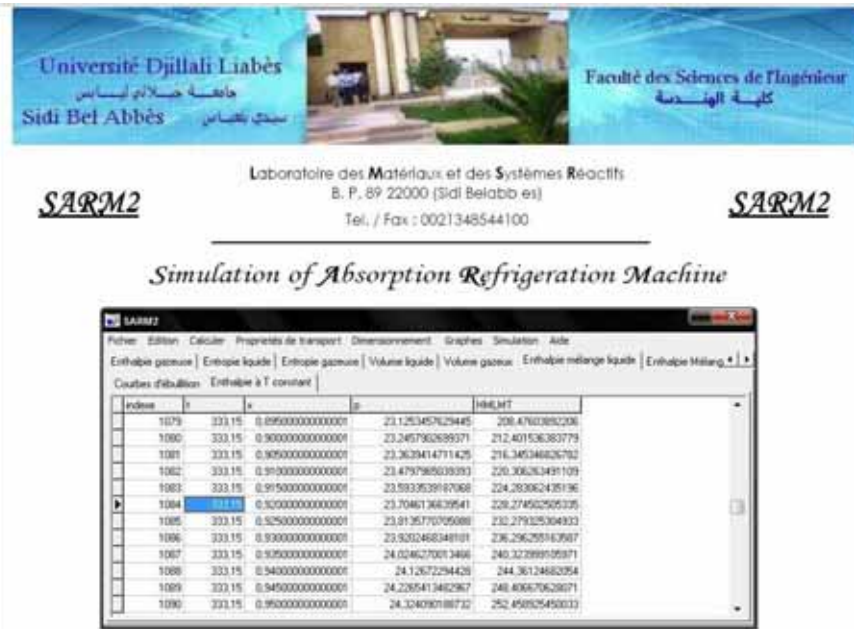 Université Djillali Liabès
جامعة جيلالي ليابس
Sidi Bel Abbès سيدي بلعباس
Faculté des Sciences de l'Ingénieur
كلية الهندسة
Laboratoire des Matériaux et des Systèmes Réactifs
B. P. 89 22000 (Sidi Belabb es)
Tel. / Fax : 0021348544100
SARM2
SARM2
Simulation of Absorption Refrigeration Machine
SARM2
Fichier Edition Calculer Propriétés de transport Dimensionnement Graphes Simulation Aide
Enthalpie gazeuse Entropie liquide Entropie gazeuse Volume liquide Volume gazeux Enthalpie mélange liquide Enthalpie Mélang
Courbes d'ébullition Enthalpie à T constant
indexe t x p HMLMT
1079 333,15 0,895000000000001 23,1253457629445 208,47603892206
1080 333,15 0,900000000000001 23,2457902699371 212,401536383779
1081 333,15 0,905000000000001 23,3639414711425 216,345346826782
1082 333,15 0,910000000000001 23,4797985039393 220,306263491109
1083 333,15 0,915000000000001 23,5933539187068 224,283062435196
1084 333,15 0,920000000000001 23,7046136639541 228,274502505335
1085 333,15 0,925000000000001 23,8135770705088 232,279325304933
1086 333,15 0,930000000000001 23,9202468348101 236,296255163587
1087 333,15 0,935000000000001 24,0246270013466 240,323999105971
1088 333,15 0,940000000000001 24,12672294428 244,36124682054
1089 333,15 0,945000000000001 24,2265413482967 248,406670628071
1090 333,15 0,950000000000001 24,324090188732 252,458925450033